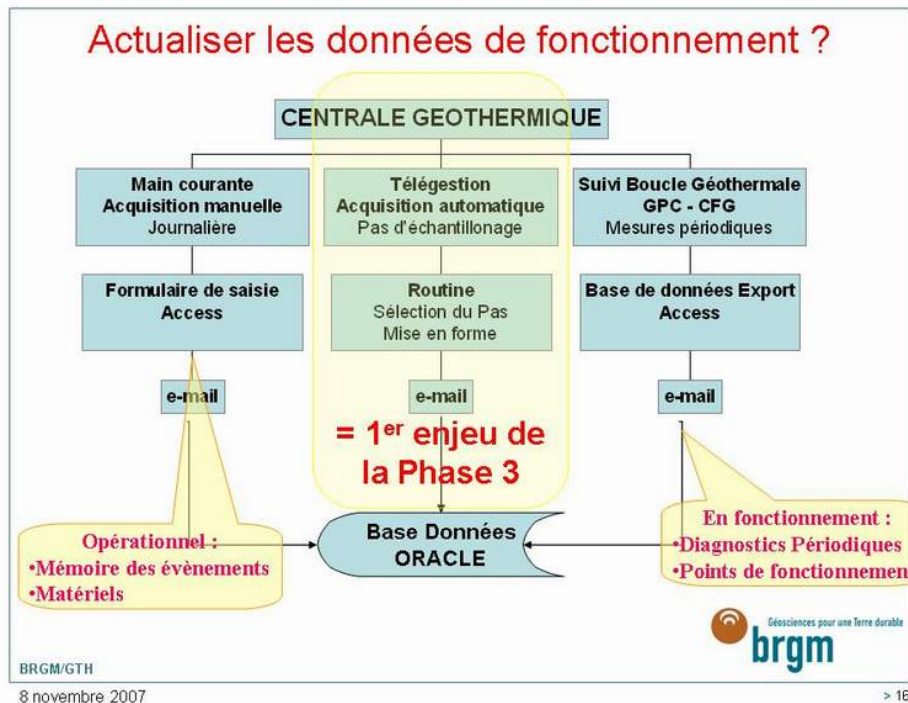 Actualiser les données de fonctionnement ?
CENTRALE GEOTHERMIQUE
Main courante
Acquisition manuelle
Journalière
Télégestion
Acquisition automatique
Pas d'échantillonage
Suivi Boucle Géothermale
GPC - CFG
Mesures périodiques
Formulaire de saisie
Access
Routine
Sélection du Pas
Mise en forme
Base de données Export
Access
e-mail
e-mail
e-mail
= 1er enjeu de
la Phase 3
Opérationnel :
•Mémoire des évènements
•Matériels
Base Données
ORACLE
En fonctionnement :
•Diagnostics Périodiques
•Points de fonctionnemen
Géosciences pour une Terre durable
brgm
BRGM/GTH
8 novembre 2007
> 16